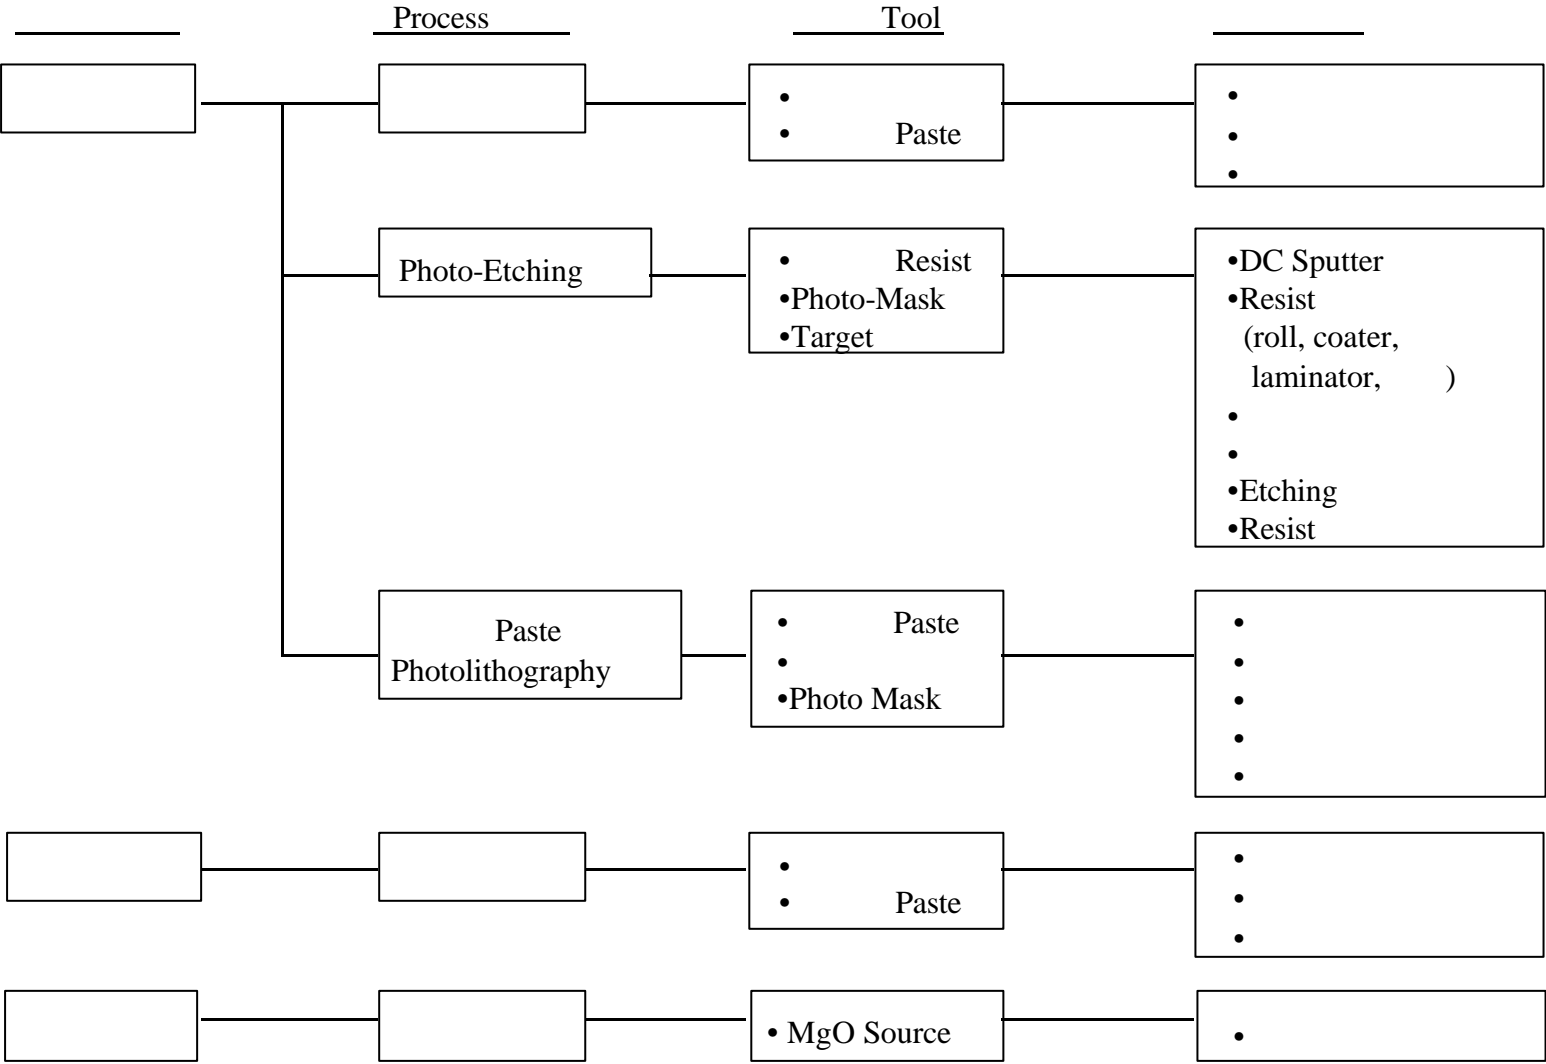 Process
Tool
•
• Paste
•
•
•
Photo-Etching
• Resist
•Photo-Mask
•Target
•DC Sputter
•Resist
(roll, coater,
laminator, )
•
•
•Etching
•Resist
Paste
Photolithography
• Paste
•
•Photo Mask
•
•
•
•
•
•
• Paste
•
•
•
• MgO Source
•